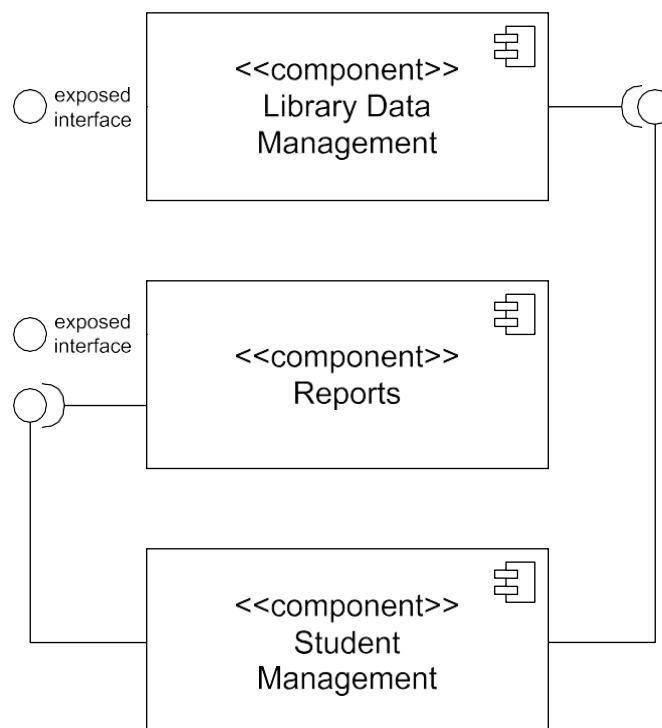 exposed
interface
<<component>>
Library Data
Management
exposed
interface
<<component>>
Reports
<<component>>
Student
Management